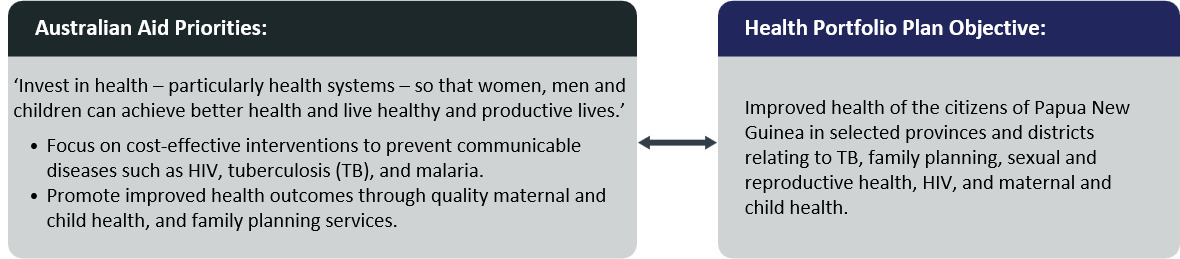 Australian Aid Priorities:
‘Invest in health – particularly health systems – so that women, men and
children can achieve better health and live healthy and productive lives.’
• Focus on cost-effective interventions to prevent communicable
diseases such as HIV, tuberculosis (TB), and malaria.
• Promote improved health outcomes through quality maternal and
child health, and family planning services.
Health Portfolio Plan Objective:
Improved health of the citizens of Papua New
Guinea in selected provinces and districts
relating to TB, family planning, sexual and
reproductive health, HIV, and maternal and
child health.